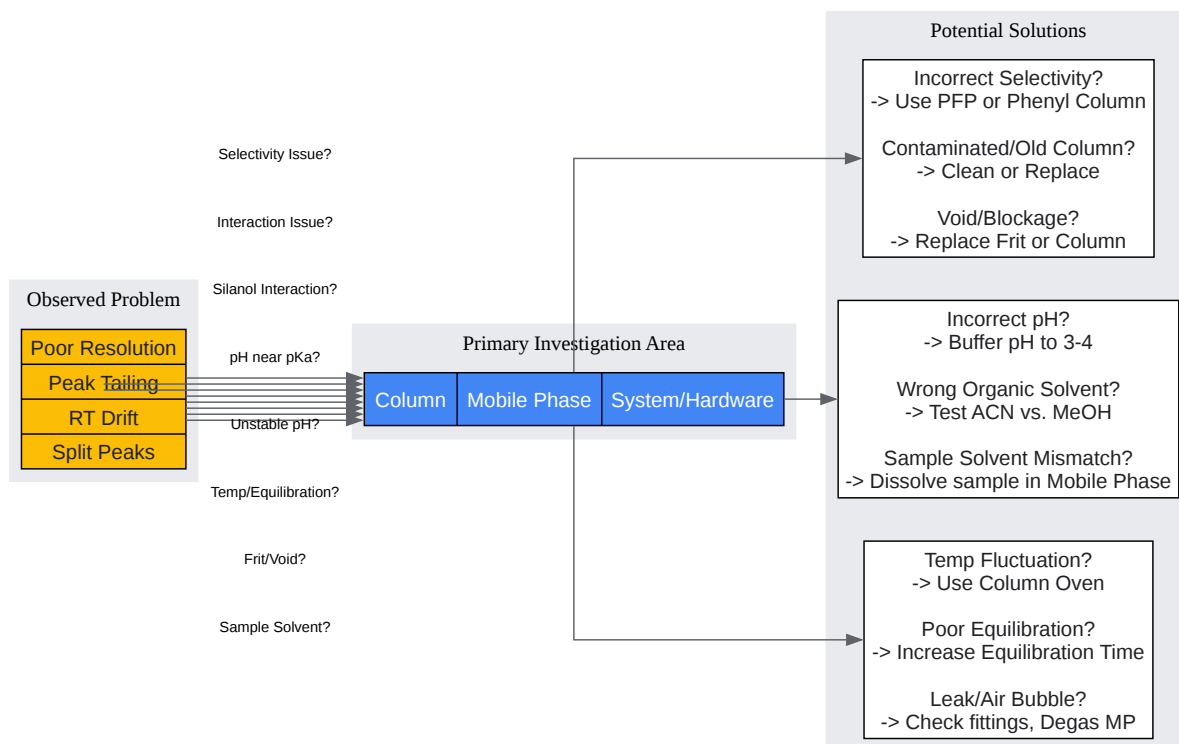 Observed Problem
Poor Resolution
Peak Tailing
RT Drift
Split Peaks
Selectivity Issue?
Interaction Issue?
Silanol Interaction?
pH near pKa?
Unstable pH?
Temp/Equilibration?
Frit/Void?
Sample Solvent?
Primary Investigation Area
Column
Mobile Phase
System/Hardware
Potential Solutions
Incorrect Selectivity?
-> Use PFP or Phenyl Column
Contaminated/Old Column?
-> Clean or Replace
Void/Blockage?
-> Replace Frit or Column
Incorrect pH?
-> Buffer pH to 3-4
Wrong Organic Solvent?
-> Test ACN vs. MeOH
Sample Solvent Mismatch?
-> Dissolve sample in Mobile Phase
Temp Fluctuation?
-> Use Column Oven
Poor Equilibration?
-> Increase Equilibration Time
Leak/Air Bubble?
-> Check fittings, Degas MP